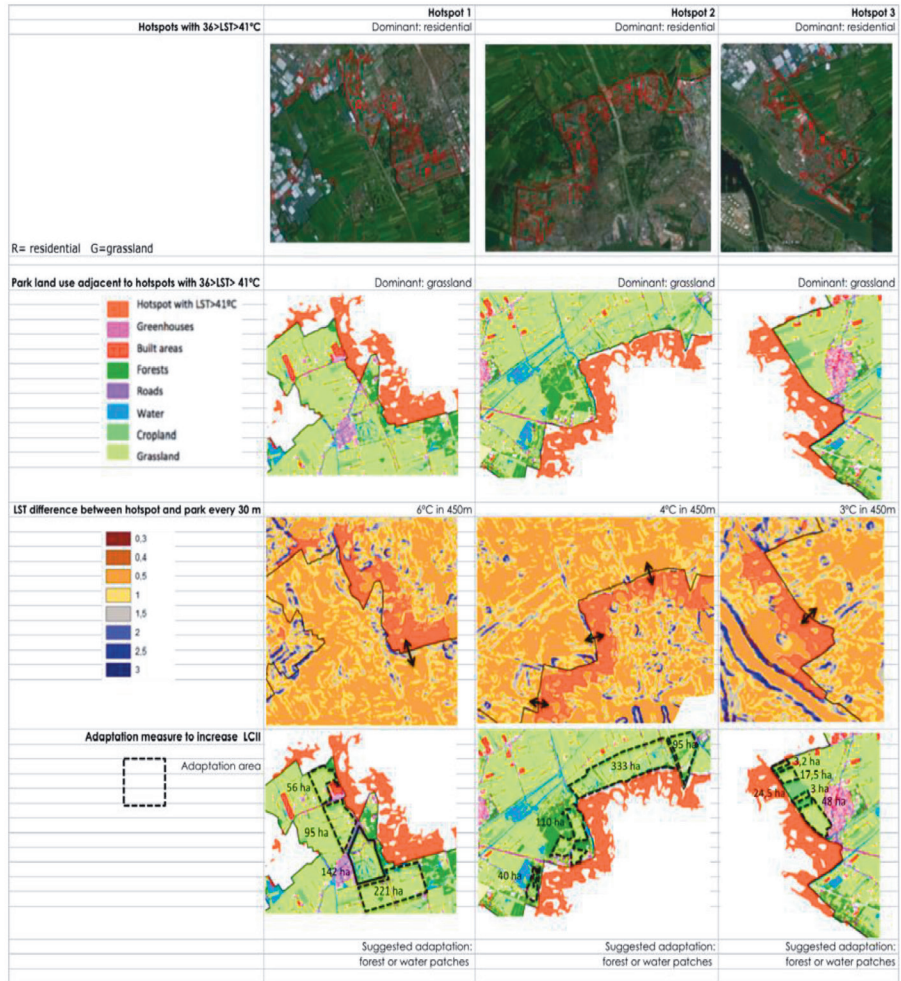 Hotspot 1
Hotspot 2
Hotspot 3
Hotspots with 36>LST>41ºC
Dominant: residential
Dominant: residential
Dominant: residential
R= residential G=grassland
Park land use adjacent to hotspots with 36>LST> 41ºC
Dominant: grassland
Dominant: grassland
Dominant: grassland
Hotspot with LST>41ºC
Greenhouses
Built areas
Forests
Roads
Water
Cropland
Grassland
LST difference between hotspot and park every 30 m
6ºC in 450m
4ºC in 450m
3ºC in 450m
0,3
0,4
0,5
1
1,5
2
2,5
3
Adaptation measure to increase LCII
Adaptation area
56 ha
95 ha
142 ha
221 ha
333 ha
95 ha
110 ha
40 ha
3,2 ha
17,5 ha
24,5 ha
3 ha
48 ha
Suggested adaptation:
forest or water patches
Suggested adaptation:
forest or water patches
Suggested adaptation:
forest or water patches